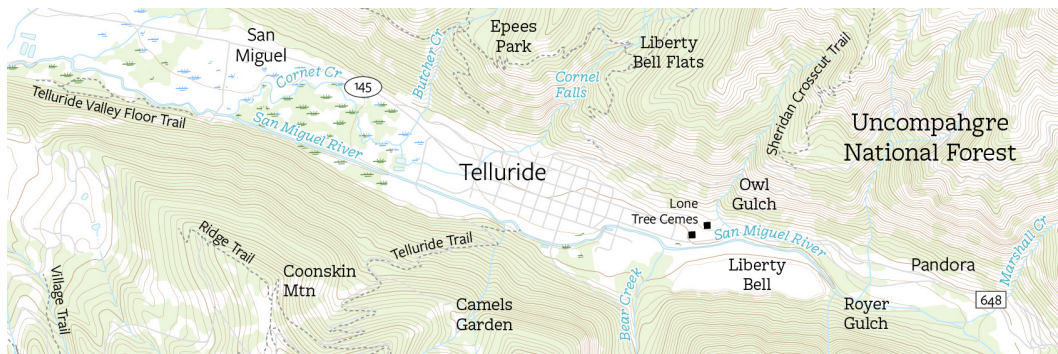 San
Miguel
Cornet Cr
145
Butcher Cr
Epees
Park
Liberty
Bell Flats
Cornel
Falls
Sheridan Crosscut Trail
Uncompahgre
National Forest
Telluride Valley Floor Trail
San Miguel River
Telluride
Owl
Gulch
Lone
Tree Cemes
San Miguel River
Ridge Trail
Telluride Trail
Village Trail
Coonskin
Mtn
Camels
Garden
Bear Creek
Liberty
Bell
Pandora
Marshall Cr
648
Royer
Gulch